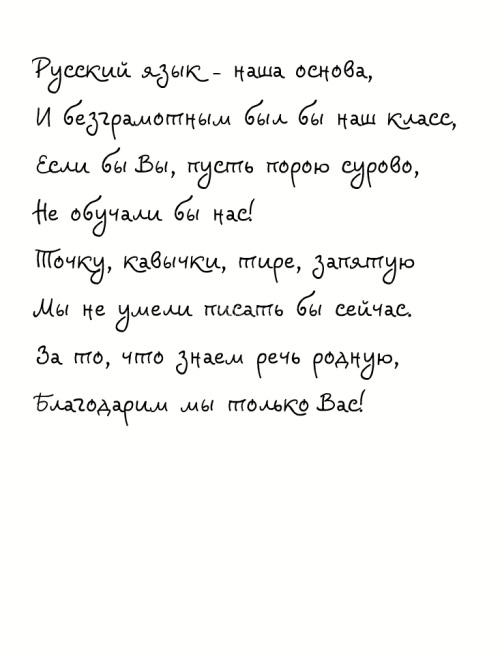 Русский язык - наша основа,
И безграмотным был бы наш класс,
Если бы Вы, пусть порою сурово,
Не обучали бы нас!
Точку, кавычки, тире, запятую
Мы не умели писать бы сейчас.
За то, что знаем речь родную,
Благодарим мы только Вас!